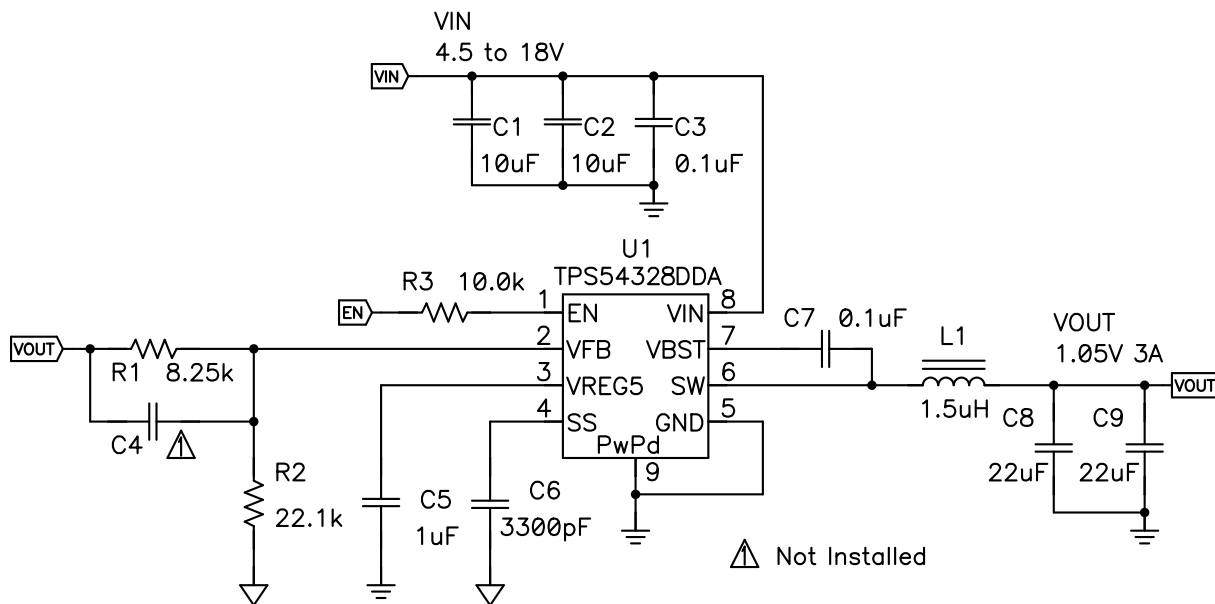 VIN
4.5 to 18V
VIN
C1
C2
C3
10uF
10uF
0.1uF
U1
TPS54328DDA
R3 10.0k
EN
1
EN
VIN
8
C7
0.1uF
VOUT
R1
8.25k
2
VFB
VBST
7
L1
1.5uH
VOUT
1.05V 3A
VOUT
3
VREG5
SW
6
4
SS
GND
5
PwPd
9
C4
1
R2
22.1k
C5
1uF
C6
3300pF
C8
22uF
C9
22uF
1 Not Installed